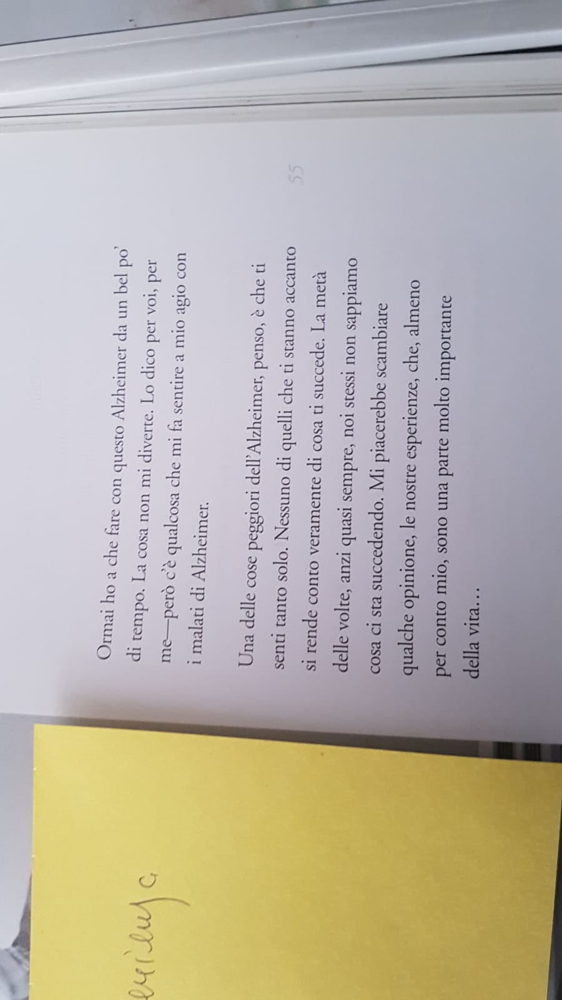 Ormai ho a che fare con questo Alzheimer da un bel po'
di tempo. La cosa non mi diverte. Lo dico per voi, per
me—però c'è qualcosa che mi fa sentire a mio agio con
i malati di Alzheimer.
Una delle cose peggiori dell'Alzheimer, penso, è che ti
senti tanto solo. Nessuno di quelli che ti stanno accanto
si rende conto veramente di cosa ti succede. La metà
delle volte, anzi quasi sempre, noi stessi non sappiamo
cosa ci sta succedendo. Mi piacerebbe scambiare
qualche opinione, le nostre esperienze, che, almeno
per conto mio, sono una parte molto importante
della vita…
55